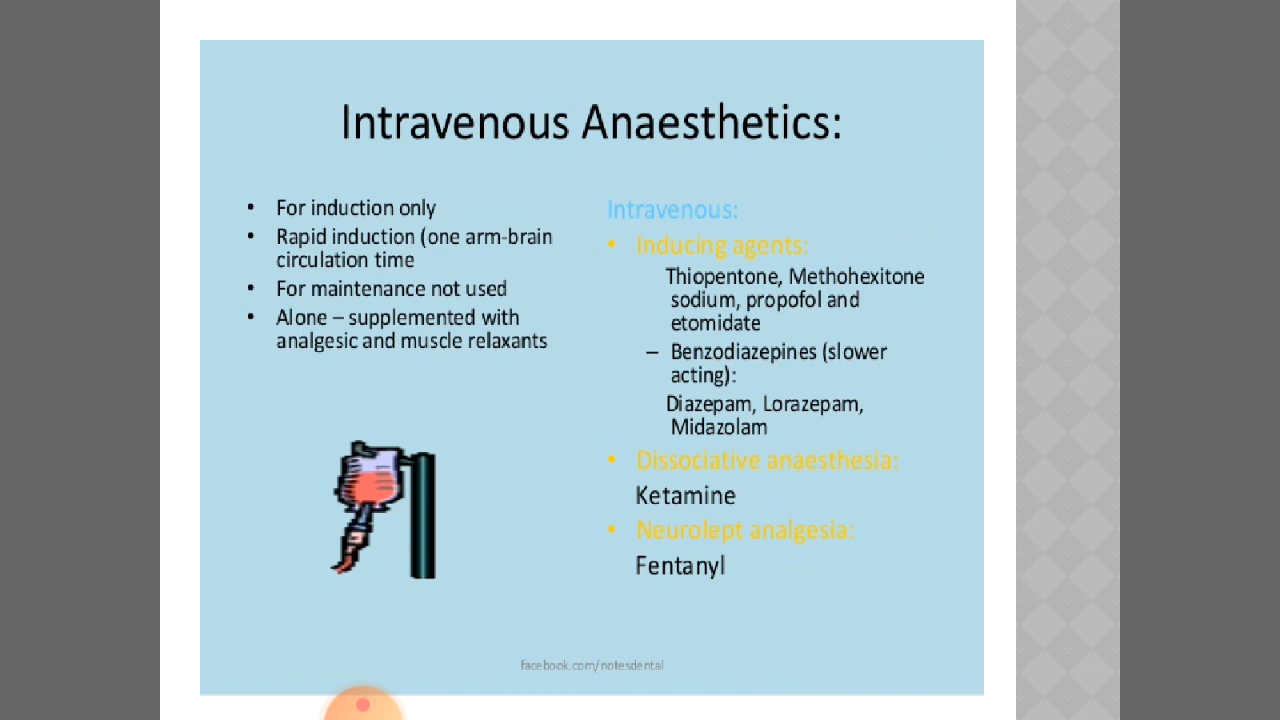 Intravenous Anaesthetics:
• For induction only
• Rapid induction (one arm-brain
circulation time
• For maintenance not used
• Alone – supplemented with
analgesic and muscle relaxants
Intravenous:
• Inducing agents:
Thiopentone, Methohexitone
sodium, propofol and
etomidate
– Benzodiazepines (slower
acting):
Diazepam, Lorazepam,
Midazolam
• Dissociative anaesthesia:
Ketamine
• Neurolept analgesia:
Fentanyl
facebook.com/notesdental